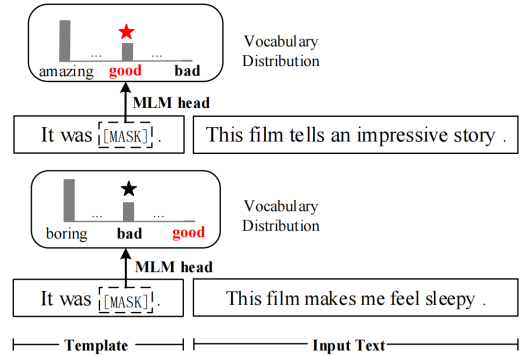 Vocabulary
Distribution
... ...
amazing good bad
MLM head
It was [MASK] . This film tells an impressive story .
Vocabulary
Distribution
... ...
boring bad good
MLM head
It was [MASK] . This film makes me feel sleepy .
Template Input Text